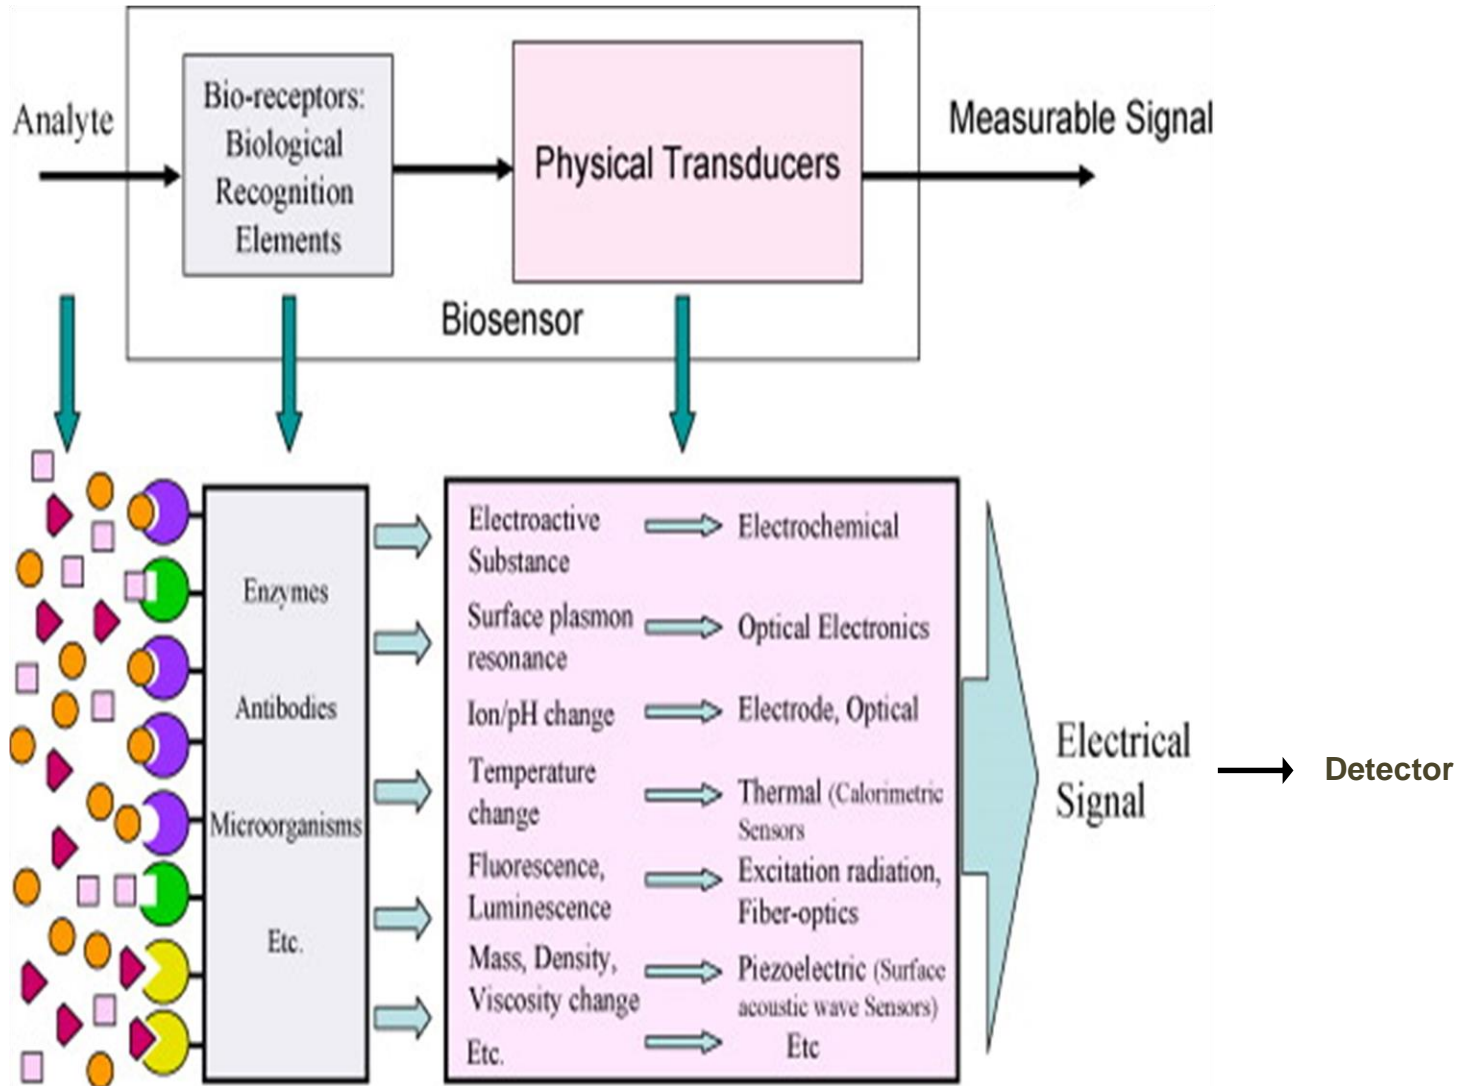 Analyte
Bio-receptors:
Biological
Recognition
Elements
Physical Transducers
Measurable Signal
Biosensor
Enzymes
Antibodies
Microorganisms
Etc.
Electroactive
Substance
Electrochemical
Surface plasmon
resonance
Optical Electronics
Ion/pH change
Electrode, Optical
Temperature
change
Thermal (Calorimetric
Sensors
Fluorescence,
Luminescence
Excitation radiation,
Fiber-optics
Mass, Density,
Viscosity change
Piezoelectric (Surface
acoustic wave Sensors)
Etc.
Etc
Electrical
Signal
Detector